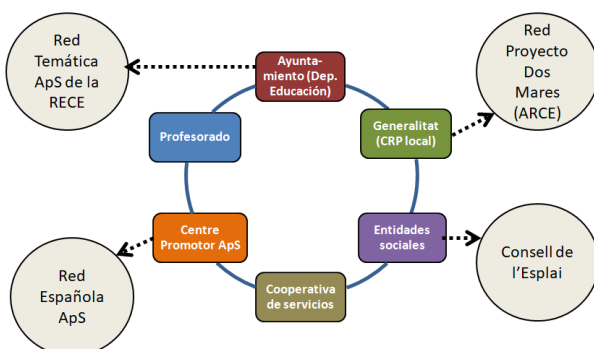 Red
Temática
ApS de la
RECE
Ayunta-
miento (Dep.
Educación)
Red
Proyecto
Dos
Mares
(ARCE)
Profesorado
Generalitat
(CRP local)
Centre
Promotor ApS
Entidades
sociales
Red
Española
ApS
Cooperativa
de servicios
Consell de
l'Esplai